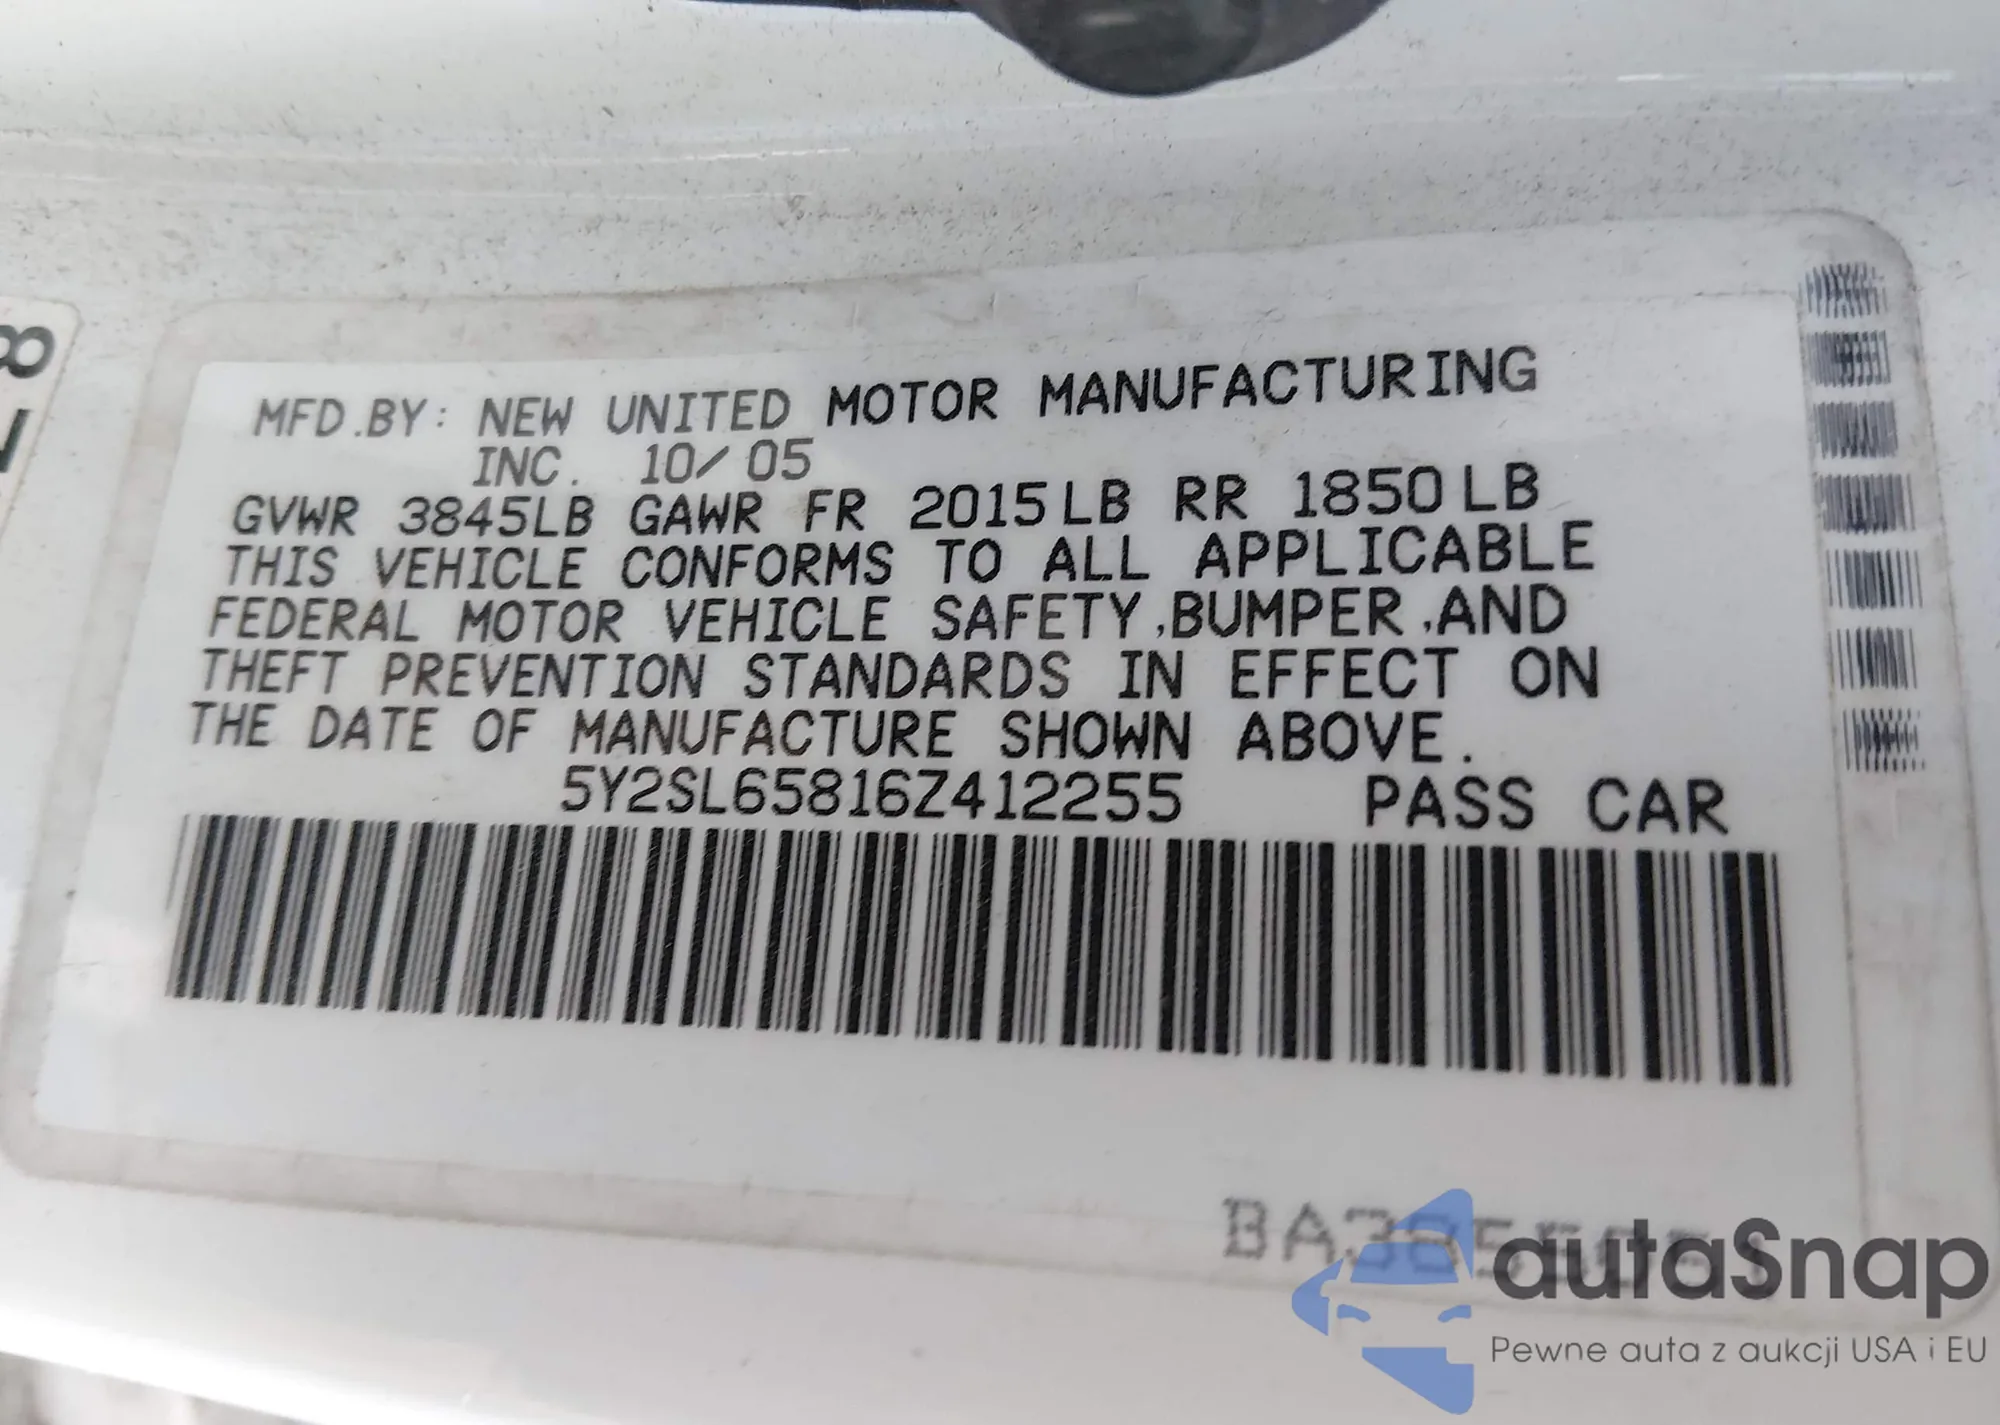 8
MFD.BY: NEW UNITED MOTOR MANUFACTURING
INC. 10/05
GVWR 3845LB GAWR FR 2015LB RR 1850LB
THIS VEHICLE CONFORMS TO ALL APPLICABLE
FEDERAL MOTOR VEHICLE SAFETY,BUMPER,AND
THEFT PREVENTION STANDARDS IN EFFECT ON
THE DATE OF MANUFACTURE SHOWN ABOVE.
5Y2SL65816Z412255 PASS CAR
autaSnap
Pewne auta z aukcji USA i EU